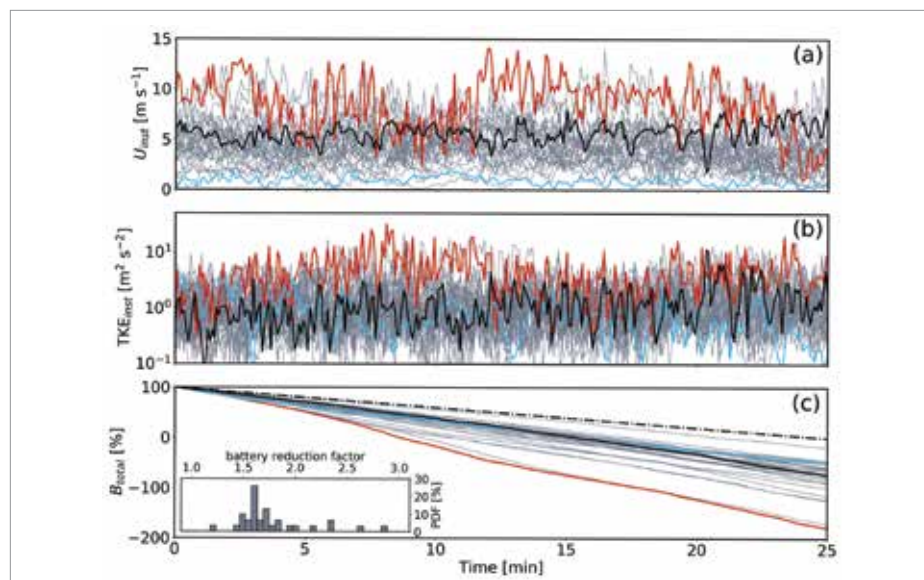 (a)
15
10
5
0
U_inst [m s⁻¹]
(b)
10¹
10⁰
10⁻¹
TKE_inst [m² s⁻²]
(c)
100
0
−100
−200
B_total [%]
battery reduction factor
1.0 1.5 2.0 2.5 3.0
30
20
10
0
PDF [%]
0 5 10 15 20 25
Time [min]